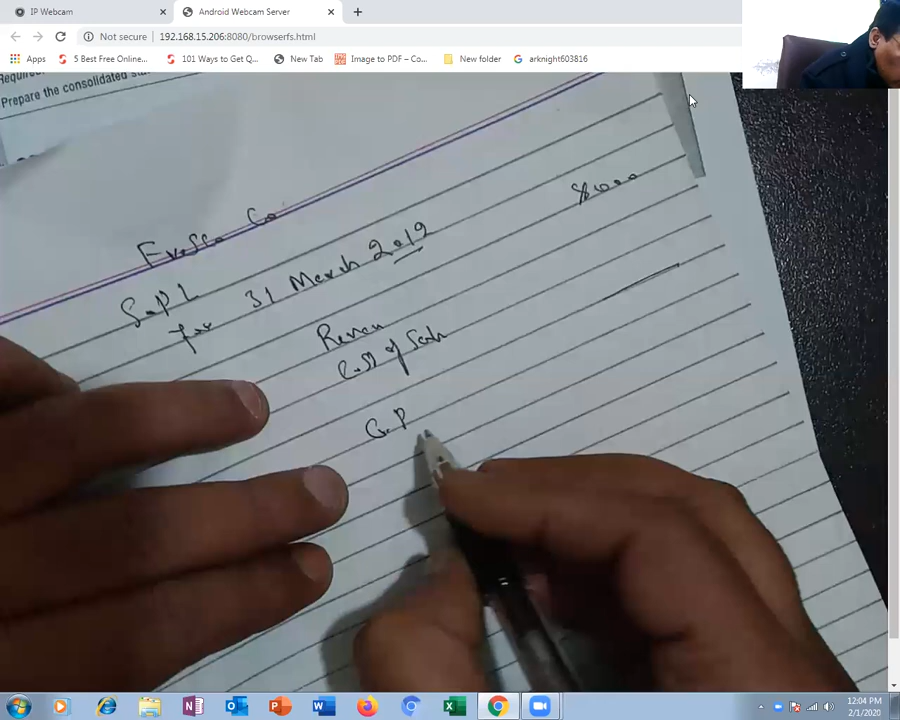 IP Webcam
Android Webcam Server
Not secure 192.168.15.206:8080/browserfs.html
Apps 5 Best Free Online... 101 Ways to Get Q... New Tab Image to PDF – Co... New folder arknight603816
Prepare the consolidated
Co
$000
SoPL
for 31 March 2019
Cost of
G.P
12:04 PM
2/1/2020